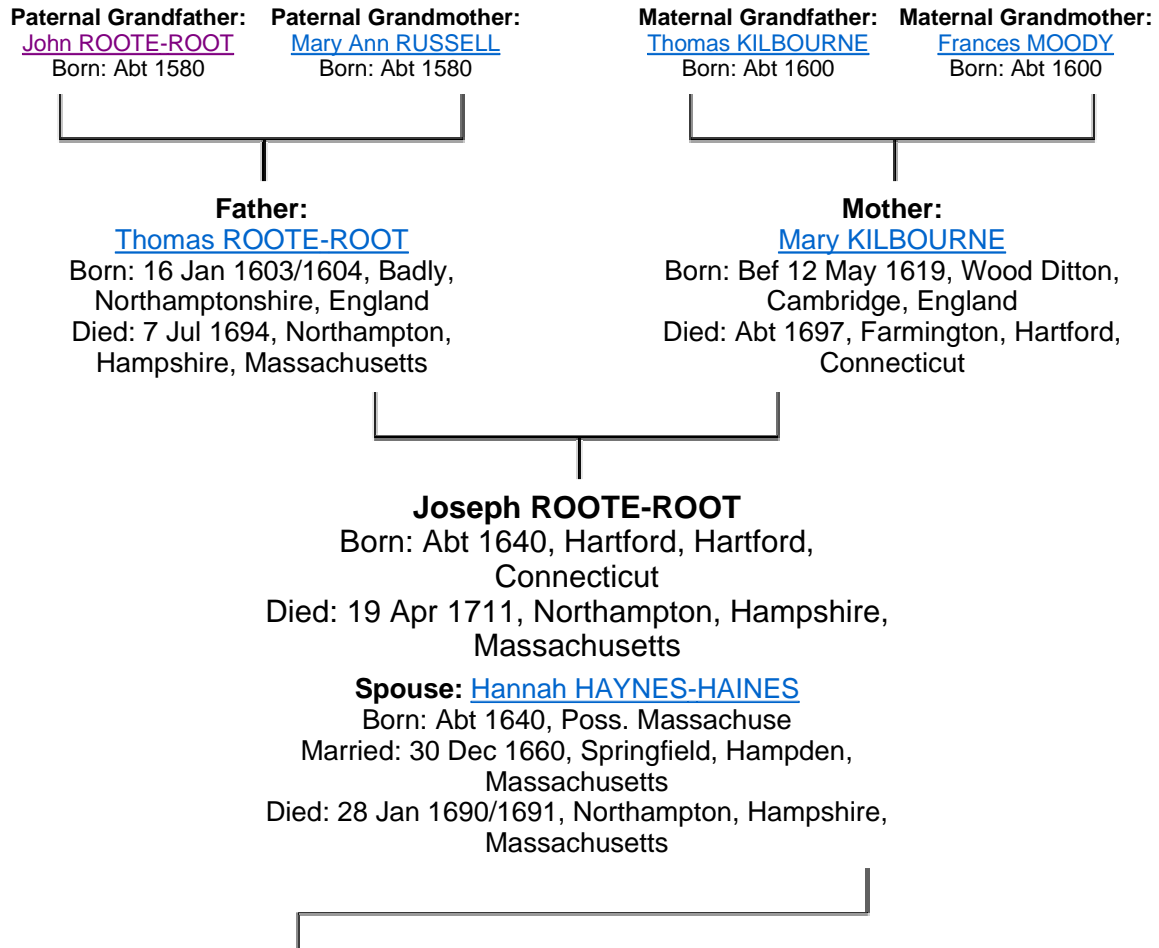 Paternal Grandfather: Paternal Grandmother: Maternal Grandfather: Maternal Grandmother:
John ROOTE-ROOT Mary Ann RUSSELL Thomas KILBOURNE Frances MOODY
Born: Abt 1580 Born: Abt 1580 Born: Abt 1600 Born: Abt 1600
Father:
Thomas ROOTE-ROOT
Born: 16 Jan 1603/1604, Badly,
Northamptonshire, England
Died: 7 Jul 1694, Northampton,
Hampshire, Massachusetts
Mother:
Mary KILBOURNE
Born: Bef 12 May 1619, Wood Ditton,
Cambridge, England
Died: Abt 1697, Farmington, Hartford,
Connecticut
Joseph ROOTE-ROOT
Born: Abt 1640, Hartford, Hartford,
Connecticut
Died: 19 Apr 1711, Northampton, Hampshire,
Massachusetts
Spouse: Hannah HAYNES-HAINES
Born: Abt 1640, Poss. Massachuse
Married: 30 Dec 1660, Springfield, Hampden,
Massachusetts
Died: 28 Jan 1690/1691, Northampton, Hampshire,
Massachusetts